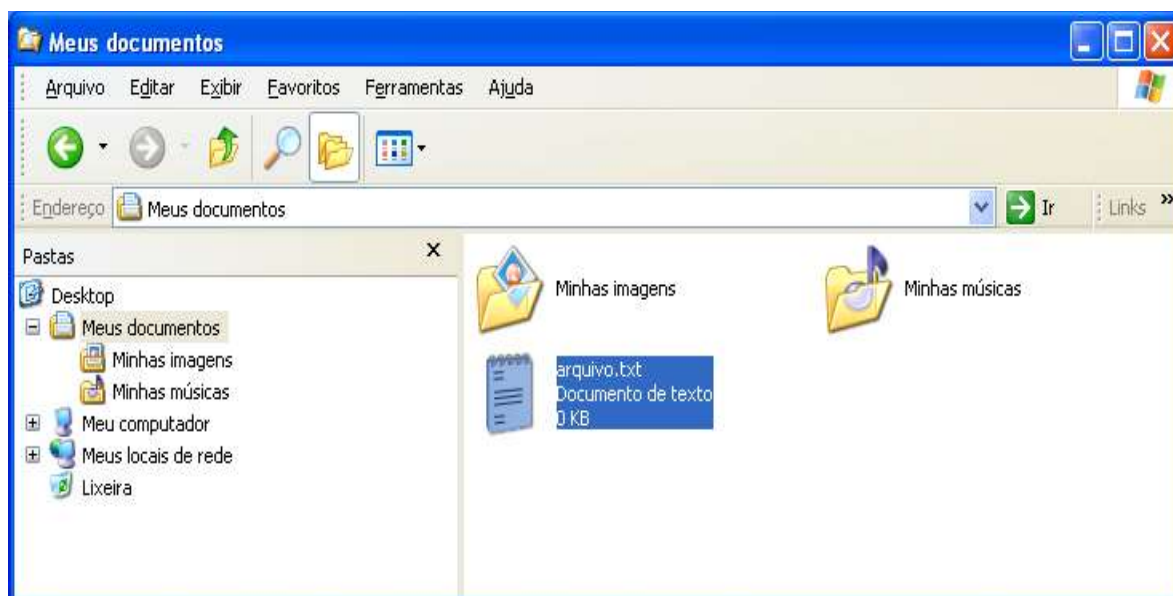 Meus documentos
Arquivo Editar Exibir Favoritos Ferramentas Ajuda
Endereço Meus documentos Ir Links »
Pastas X
Desktop
Meus documentos
Minhas imagens
Minhas músicas
Meu computador
Meus locais de rede
Lixeira
Minhas imagens
Minhas músicas
arquivo.txt
Documento de texto
0 KB